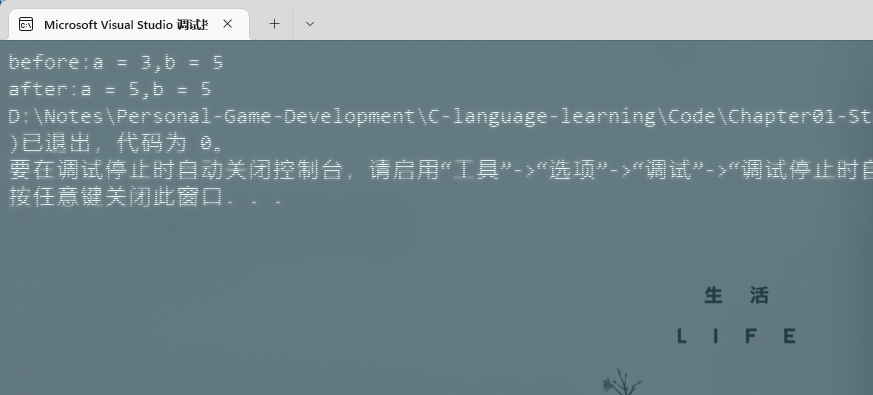 Microsoft Visual Studio 调试
before:a = 3,b = 5
after:a = 5,b = 5
D:\Notes\Personal-Game-Development\C-language-learning\Code\Chapter01-St
)已退出，代码为 0。
要在调试停止时自动关闭控制台，请启用“工具”->“选项”->“调试”->“调试停止时自
按任意键关闭此窗口. . .
生 活
L I F E